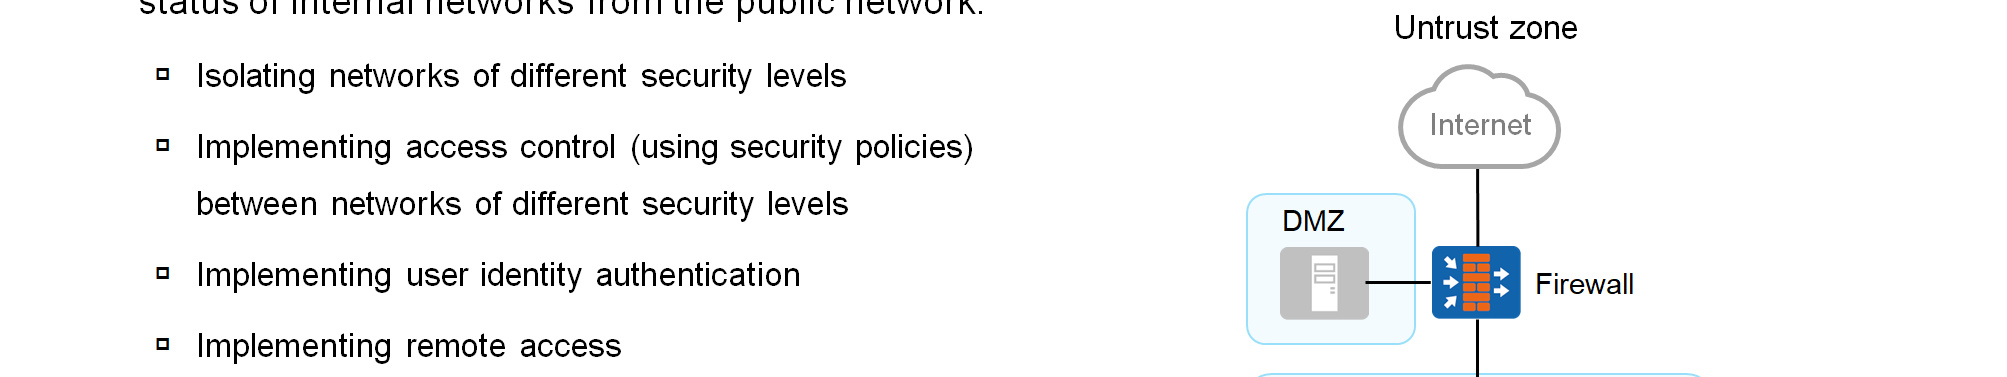 status of internal networks from the public network.
Isolating networks of different security levels
Implementing access control (using security policies)
between networks of different security levels
Implementing user identity authentication
Implementing remote access
Untrust zone
Internet
DMZ
Firewall